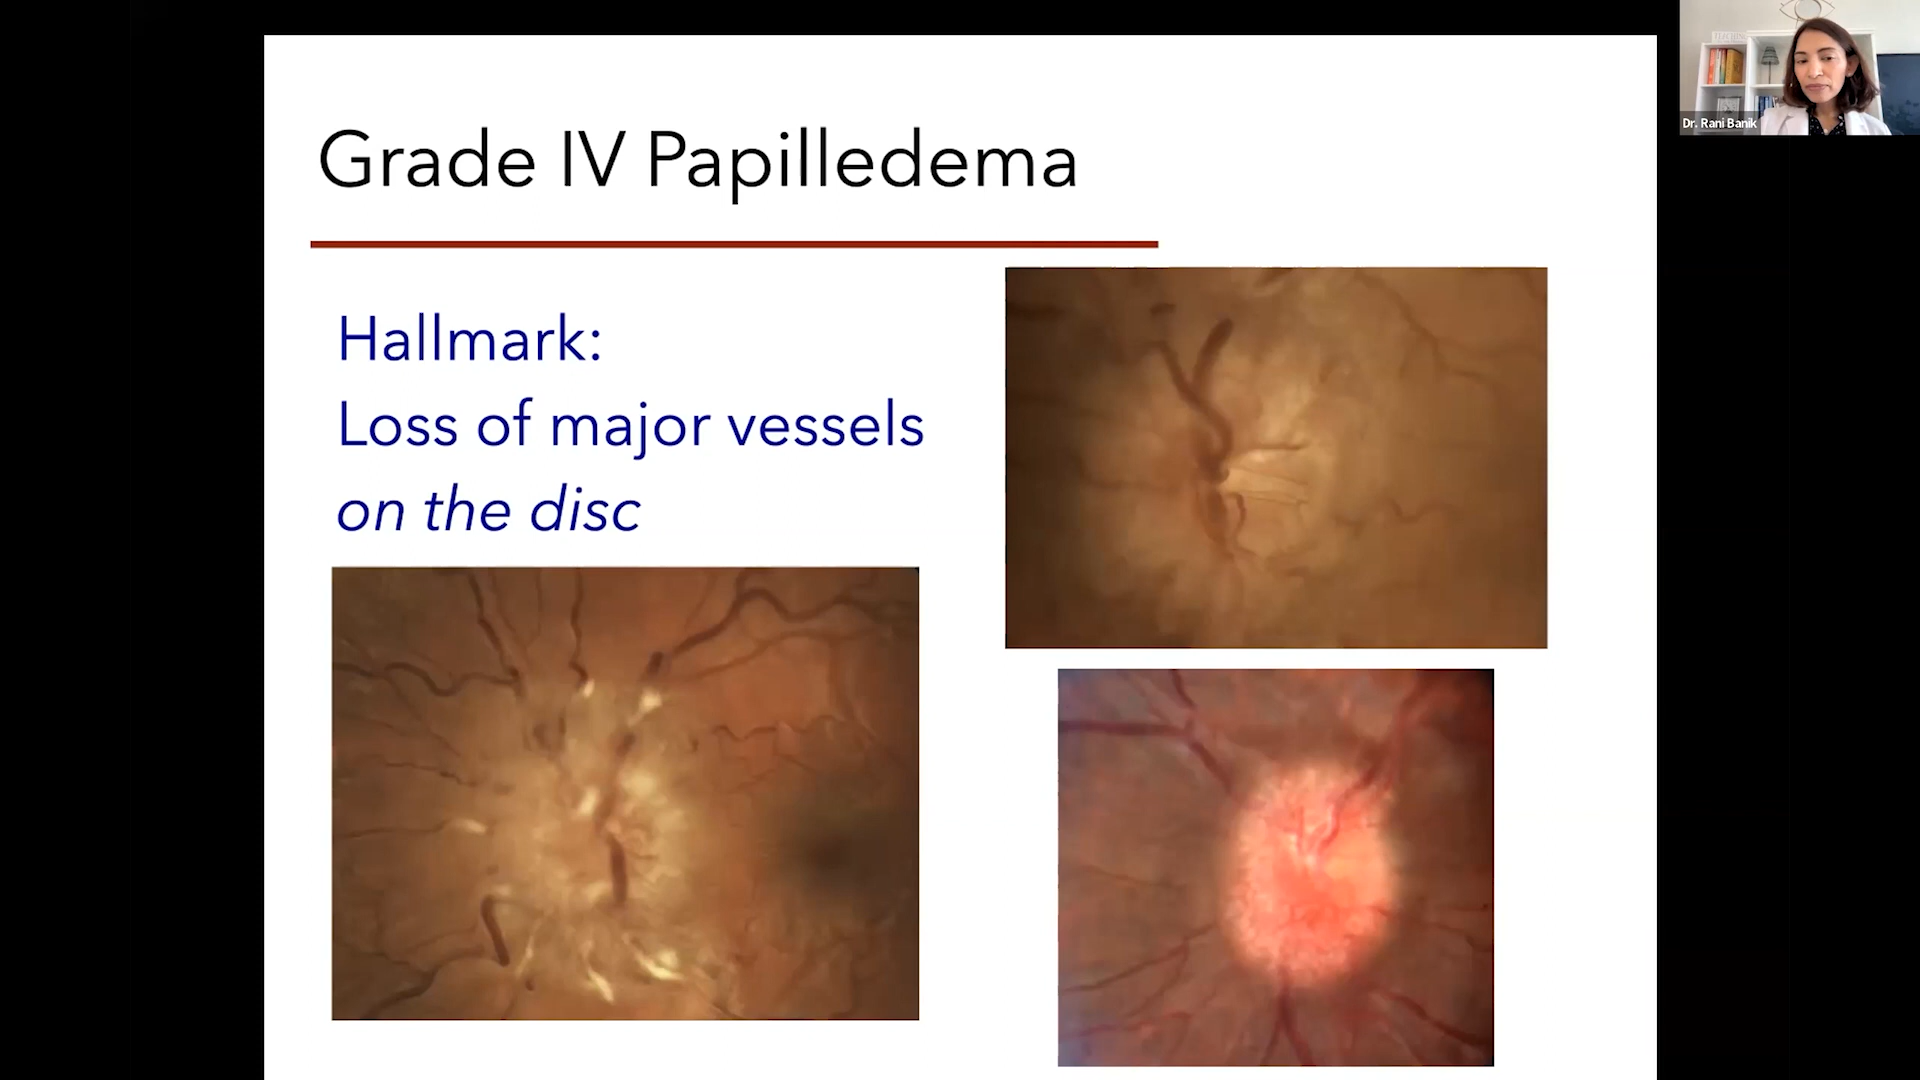 Grade IV Papilledema
Hallmark:
Loss of major vessels
on the disc
Dr. Rani Banik